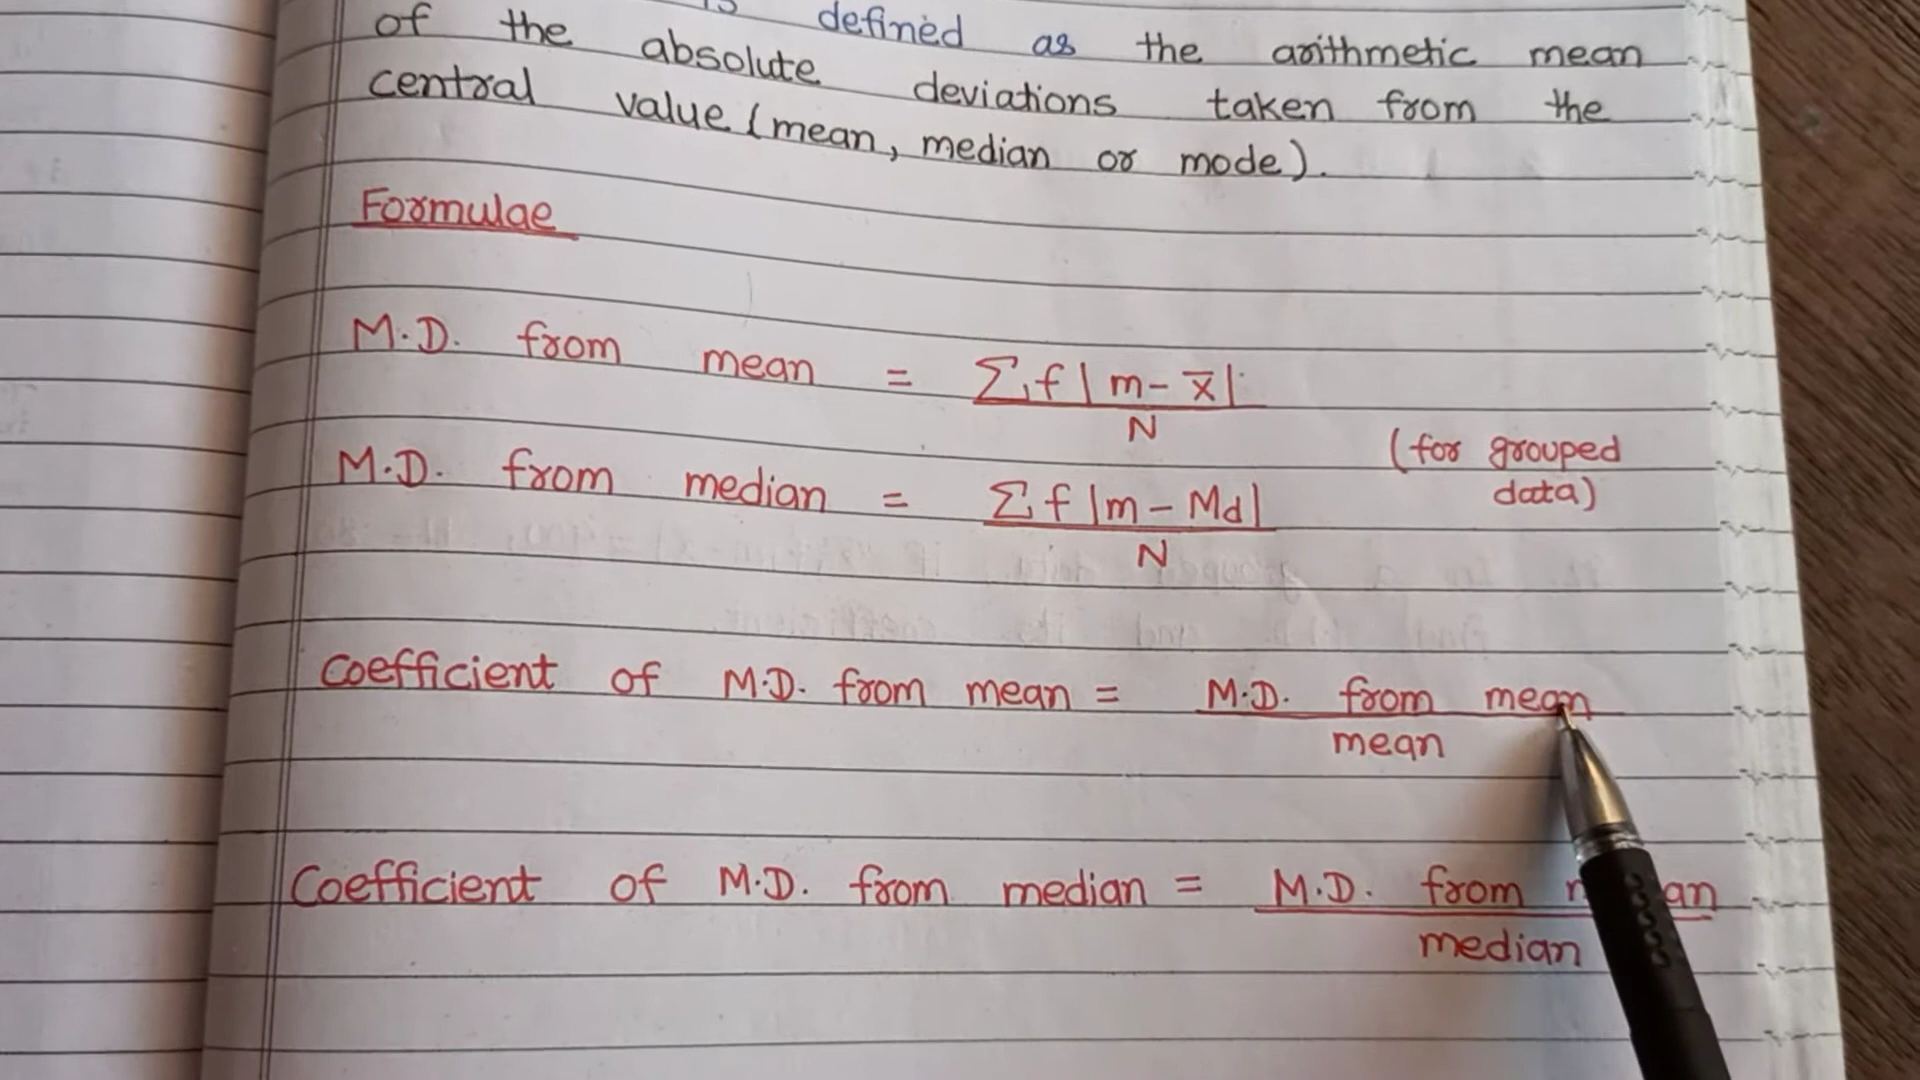 is defined as the arithmetic mean
of the absolute deviations taken from the
central value (mean, median or mode).
Formulae
M.D. from mean = Σf|m- x̄|
N
(for grouped
data)
M.D. from median = Σf|m- Md|
N
Coefficient of M.D. from mean = M.D. from mean
mean
Coefficient of M.D. from median = M.D. from
median